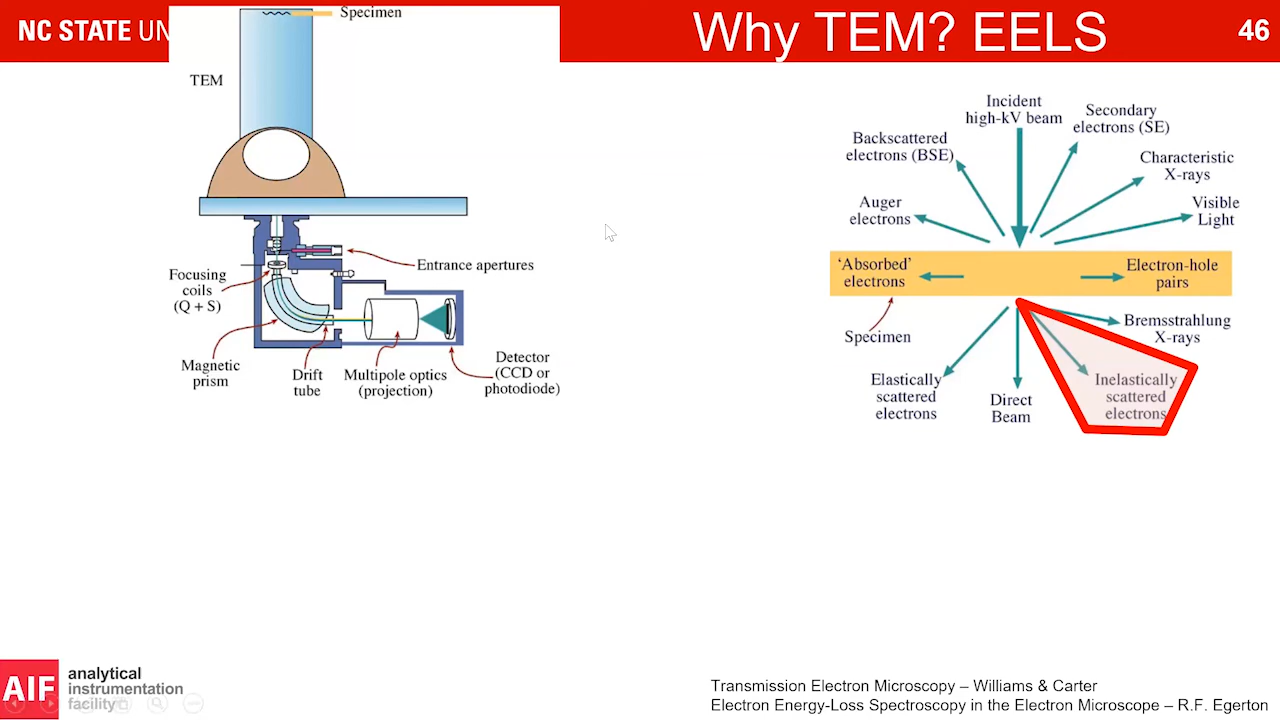 NC STATE UN
Why TEM? EELS
46
Specimen
TEM
Entrance apertures
Focusing
coils
(Q + S)
Magnetic
prism
Drift
tube
Multipole optics
(projection)
Detector
(CCD or
photodiode)
Incident
high-kV beam
Secondary
electrons (SE)
Backscattered
electrons (BSE)
Characteristic
X-rays
Auger
electrons
Visible
Light
‘Absorbed’
electrons
Electron-hole
pairs
Specimen
Bremsstrahlung
X-rays
Elastically
scattered
electrons
Direct
Beam
Inelastically
scattered
electrons
AIF
analytical
instrumentation
facility
Transmission Electron Microscopy – Williams & Carter
Electron Energy-Loss Spectroscopy in the Electron Microscope – R.F. Egerton